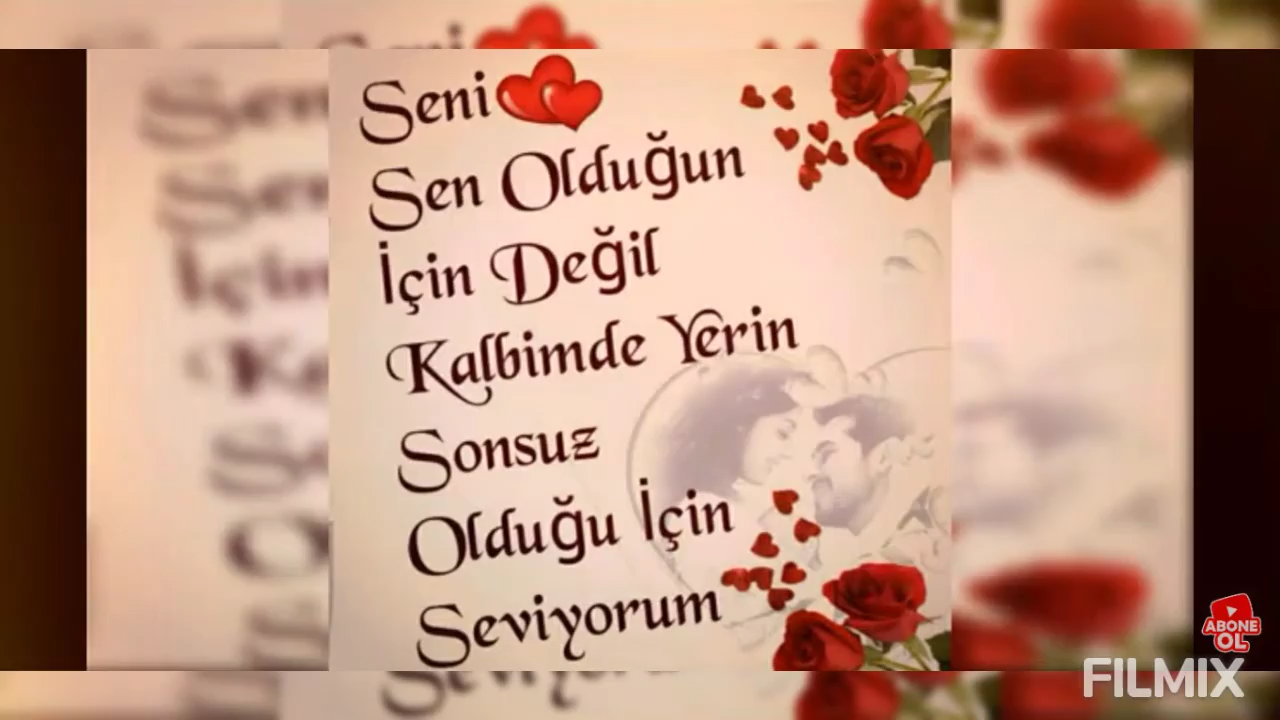 Seni
Sen Olduğun
İçin Değil
Kalbimde Yerin
Sonsuz
Olduğu İçin
Seviyorum
ABONE
OL
FILMIX